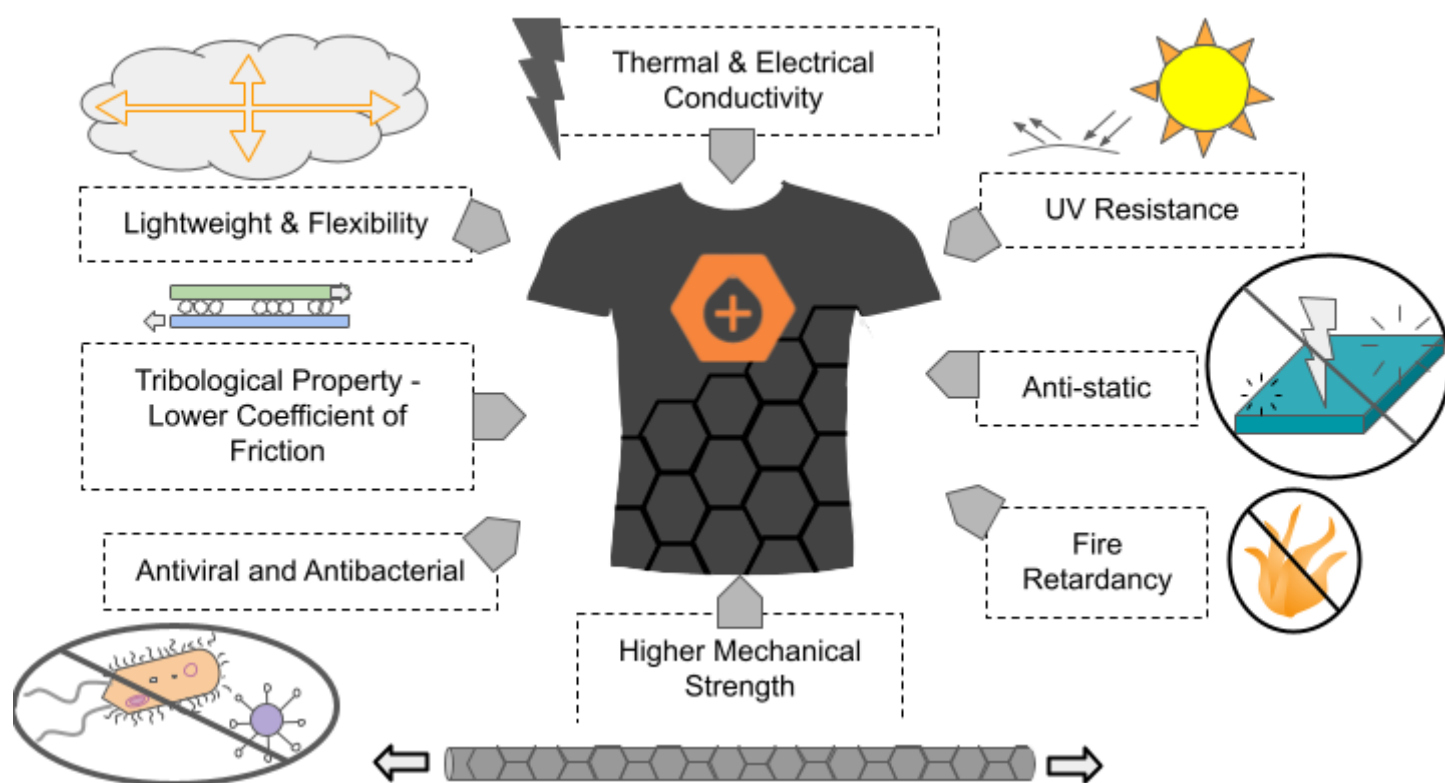 Thermal & Electrical
Conductivity
Lightweight & Flexibility
UV Resistance
Tribological Property -
Lower Coefficient of
Friction
Anti-static
Antiviral and Antibacterial
Fire
Retardancy
Higher Mechanical
Strength